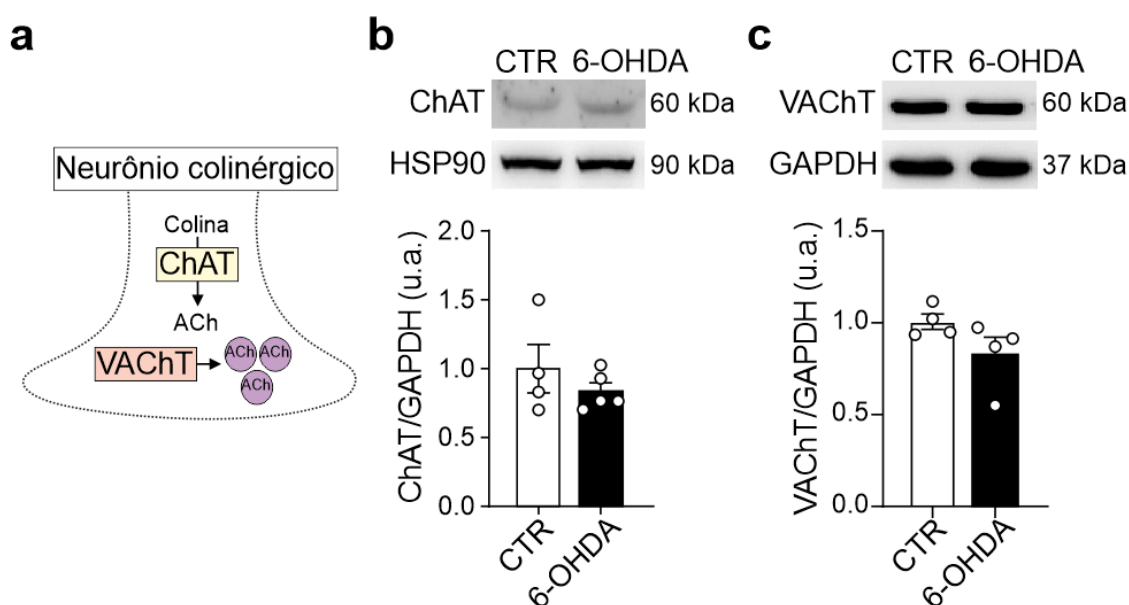 a
Neurônio colinérgico
Colina
ChAT
ACh
VAChT
ACh
ACh
ACh
b
CTR 6-OHDA
ChAT 60 kDa
HSP90 90 kDa
ChAT/GAPDH (u.a.)
2.0
1.5
1.0
0.5
0.0
CTR
6-OHDA
c
CTR 6-OHDA
VAChT 60 kDa
GAPDH 37 kDa
VAChT/GAPDH (u.a.)
1.5
1.0
0.5
0.0
CTR
6-OHDA